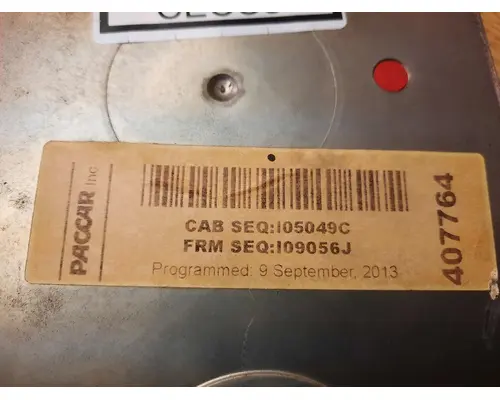 PACCAR Inc
CAB SEQ:I05049C
FRM SEQ:I09056J
Programmed: 9 September, 2013
407764